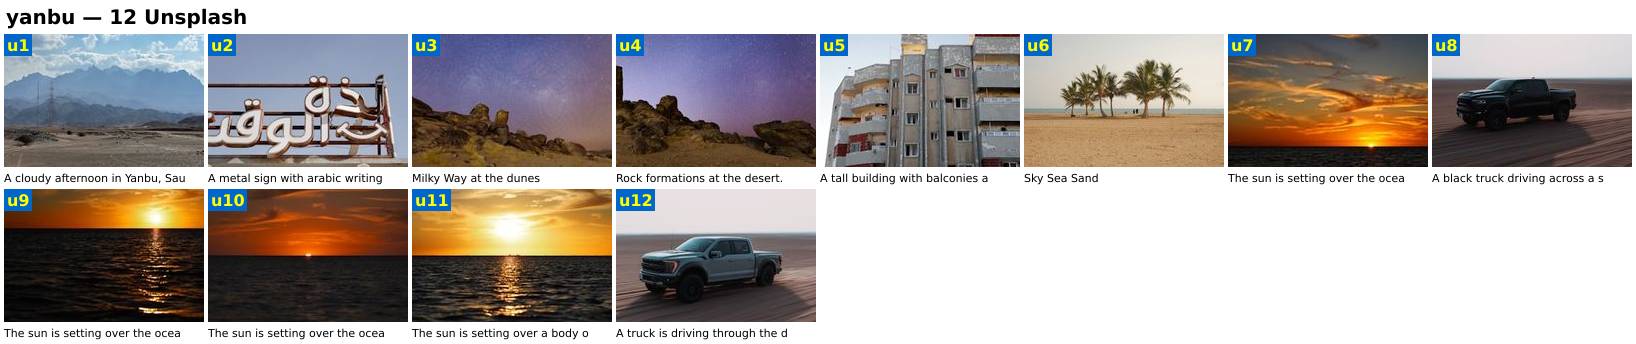 yanbu — 12 Unsplash
u1
u2
u3
u4
u5
u6
u7
u8
لذة
الوقت
A cloudy afternoon in Yanbu, Sau
A metal sign with arabic writing
Milky Way at the dunes
Rock formations at the desert.
A tall building with balconies a
Sky Sea Sand
The sun is setting over the ocea
A black truck driving across a s
u9
u10
u11
u12
The sun is setting over the ocea
The sun is setting over the ocea
The sun is setting over a body o
A truck is driving through the d